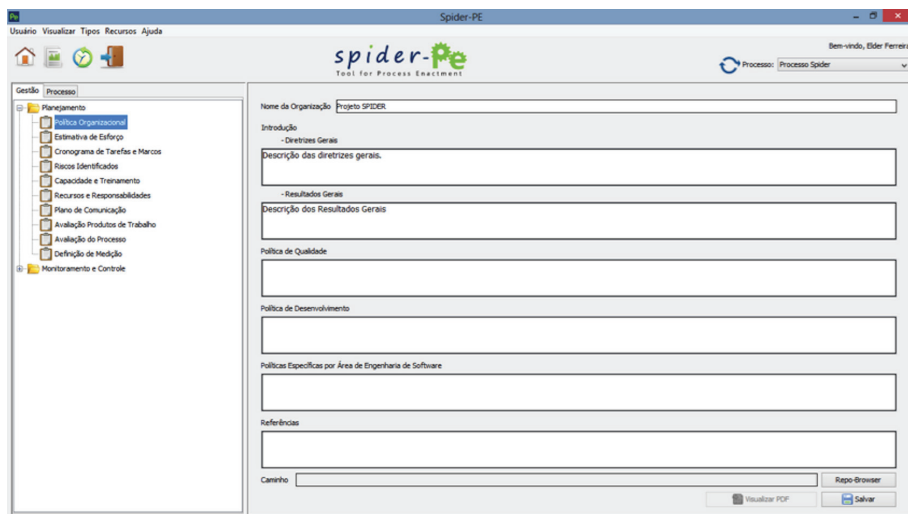 Pe
Spider-PE
Usuário Visualizar Tipos Recursos Ajuda
spider-Pe
Tool for Process Enactment
Bem-vindo, Elder Ferreira
Processo: Processo Spider
Gestão Processo
Planejamento
Política Organizacional
Estimativa de Esforço
Cronograma de Tarefas e Marcos
Riscos Identificados
Capacidade e Treinamento
Recursos e Responsabilidades
Plano de Comunicação
Avaliação Produtos de Trabalho
Avaliação do Processo
Definição de Medição
Monitoramento e Controle
Nome da Organização Projeto SPIDER
Introdução
- Diretrizes Gerais
Descrição das diretrizes gerais.
- Resultados Gerais
Descrição dos Resultados Gerais
Política de Qualidade
Política de Desenvolvimento
Políticas Específicas por Área de Engenharia de Software
Referências
Caminho
Repo-Browser
Visualizar PDF
Salvar